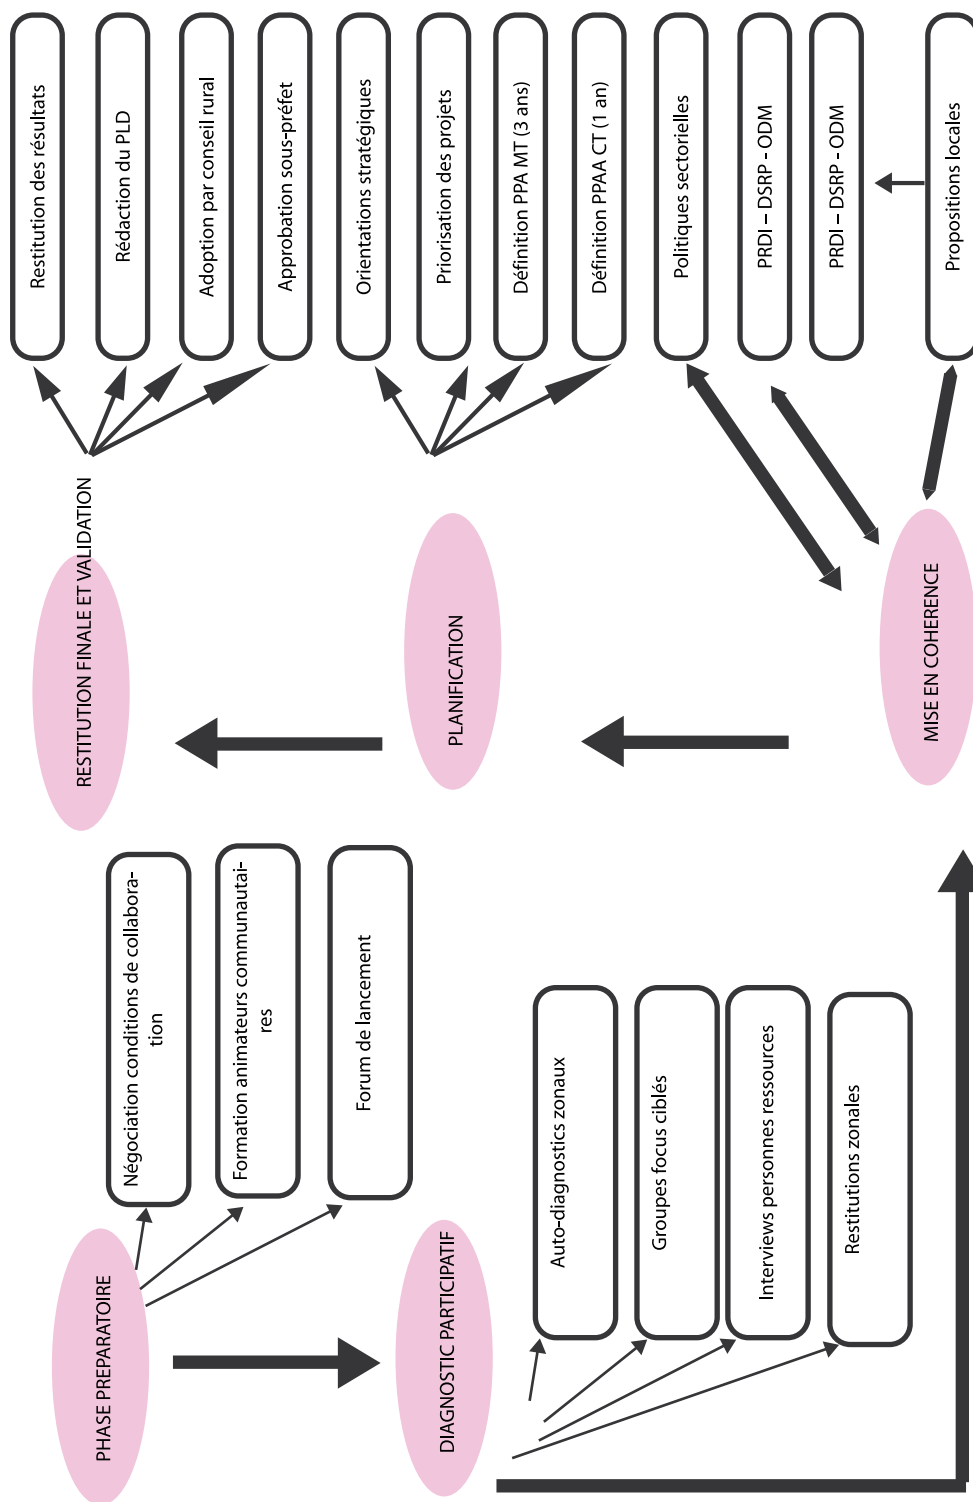 PHASE PREPARATOIRE
Négociation conditions de collabora-
tion
Formation animateurs communautai-
res
Forum de lancement
DIAGNOSTIC PARTICIPATIF
Auto-diagnostics zonaux
Groupes focus ciblés
Interviews personnes ressources
Restitutions zonales
MISE EN COHERENCE
Politiques sectorielles
PRDI – DSRP - ODM
PRDI – DSRP - ODM
Propositions locales
PLANIFICATION
Orientations stratégiques
Priorisation des projets
Définition PPA MT (3 ans)
Définition PPAA CT (1 an)
RESTITUTION FINALE ET VALIDATION
Restitution des résultats
Rédaction du PLD
Adoption par conseil rural
Approbation sous-préfet